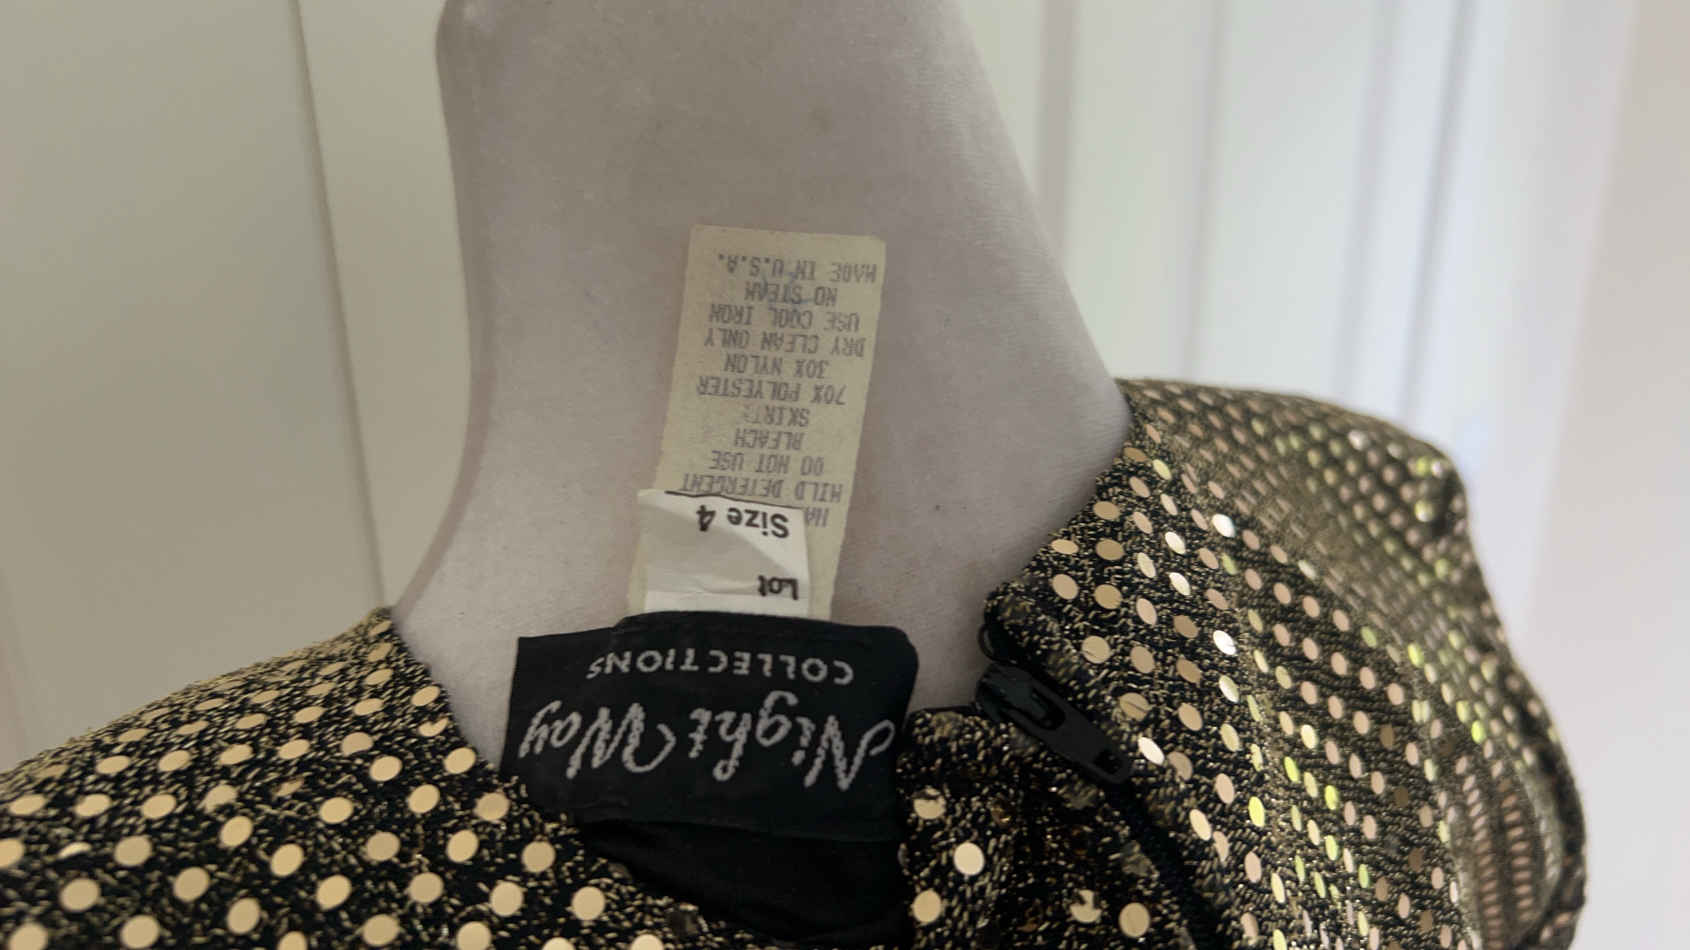 Night Way
COLLECTIONS
Lot
Size 4
MILD DETERGENT
DO NOT USE
BLEACH
SKIRT:
70% POLYESTER
30% NYLON
DRY CLEAN ONLY
USE COOL IRON
NO STEAM
MADE IN U.S.A.